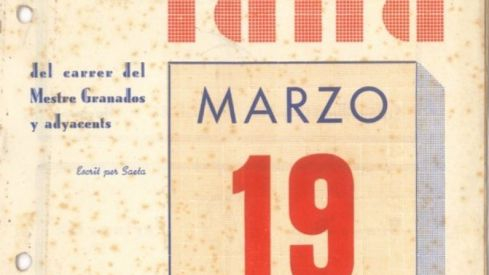 del carrer del
Mestre Granados
y adyacents
Escrit per Saeta
MARZO
19